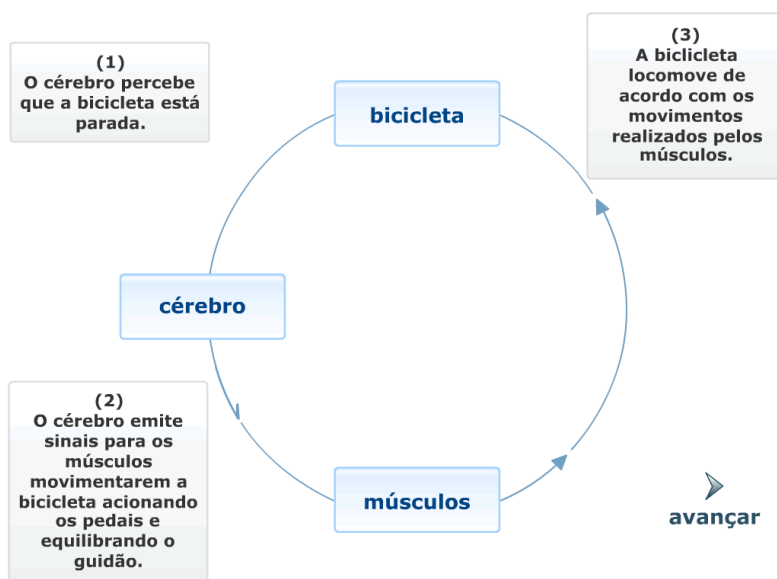 (1)
O cérebro percebe
que a bicicleta está
parada.
bicicleta
(3)
A biclicleta
locomove de
acordo com os
movimentos
realizados pelos
músculos.
cérebro
(2)
O cérebro emite
sinais para os
músculos
movimentarem a
bicicleta acionando
os pedais e
equilibrando o
guidão.
músculos
avançar